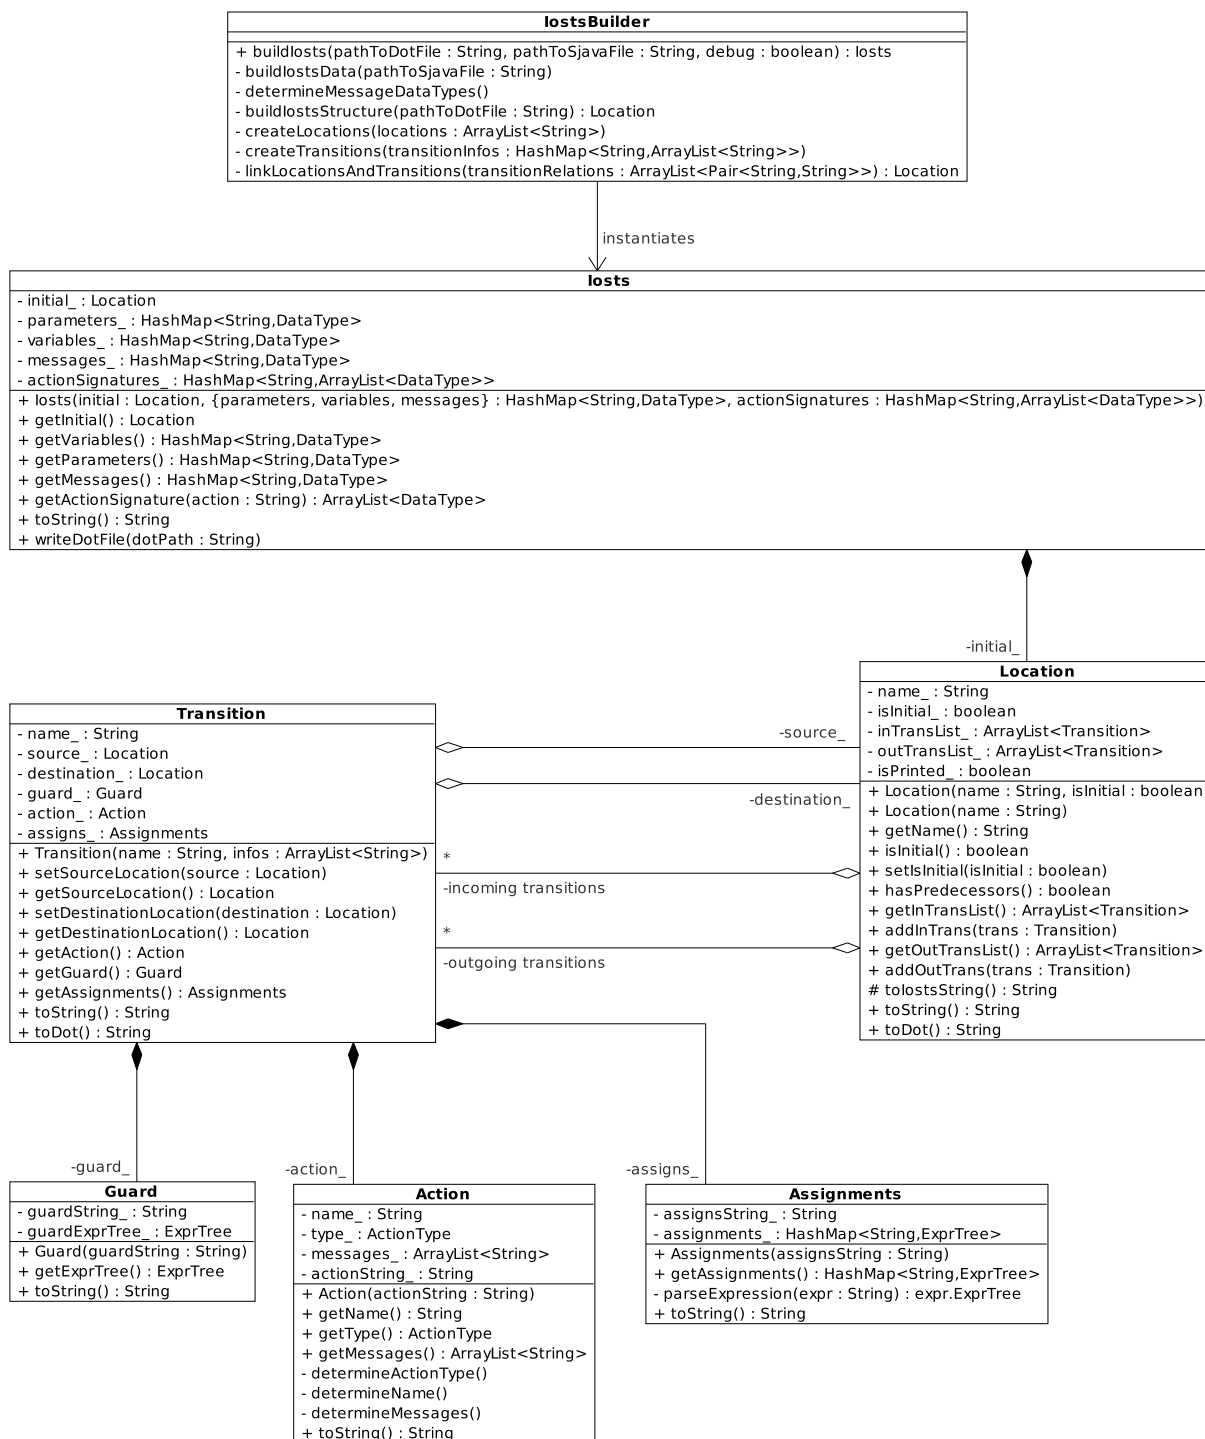 IostsBuilder
+ buildIosts(pathToDotFile : String, pathToSjavaFile : String, debug : boolean) : Iosts
- buildIostsData(pathToSjavaFile : String)
- determineMessageDataTypes()
- buildIostsStructure(pathToDotFile : String) : Location
- createLocations(locations : ArrayList<String>)
- createTransitions(transitionInfos : HashMap<String,ArrayList<String>>)
- linkLocationsAndTransitions(transitionRelations : ArrayList<Pair<String,String>>) : Location
instantiates
Iosts
- initial_ : Location
- parameters_ : HashMap<String,DataType>
- variables_ : HashMap<String,DataType>
- messages_ : HashMap<String,DataType>
- actionSignatures_ : HashMap<String,ArrayList<DataType>>
+ Iosts(initial : Location, {parameters, variables, messages} : HashMap<String,DataType>, actionSignatures : HashMap<String,ArrayList<DataType>>)
+ getInitial() : Location
+ getVariables() : HashMap<String,DataType>
+ getParameters() : HashMap<String,DataType>
+ getMessages() : HashMap<String,DataType>
+ getActionSignature(action : String) : ArrayList<DataType>
+ toString() : String
+ writeDotFile(dotPath : String)
-initial_
Location
- name_ : String
- isInitial_ : boolean
- inTransList_ : ArrayList<Transition>
- outTransList_ : ArrayList<Transition>
- isPrinted_ : boolean
+ Location(name : String, isInitial : boolean
+ Location(name : String)
+ getName() : String
+ isInitial() : boolean
+ setIsInitial(isInitial : boolean)
+ hasPredecessors() : boolean
+ getInTransList() : ArrayList<Transition>
+ addInTrans(trans : Transition)
+ getOutTransList() : ArrayList<Transition>
+ addOutTrans(trans : Transition)
# toIostsString() : String
+ toString() : String
+ toDot() : String
Transition
- name_ : String
- source_ : Location
- destination_ : Location
- guard_ : Guard
- action_ : Action
- assigns_ : Assignments
+ Transition(name : String, infos : ArrayList<String>)
+ setSourceLocation(source : Location)
+ getSourceLocation() : Location
+ setDestinationLocation(destination : Location)
+ getDestinationLocation() : Location
+ getAction() : Action
+ getGuard() : Guard
+ getAssignments() : Assignments
+ toString() : String
+ toDot() : String
-source_
-destination_
*
-incoming transitions
*
-outgoing transitions
-guard_
-action_
-assigns_
Guard
- guardString_ : String
- guardExprTree_ : ExprTree
+ Guard(guardString : String)
+ getExprTree() : ExprTree
+ toString() : String
Action
- name_ : String
- type_ : ActionType
- messages_ : ArrayList<String>
- actionString_ : String
+ Action(actionString : String)
+ getName() : String
+ getType() : ActionType
+ getMessages() : ArrayList<String>
- determineActionType()
- determineName()
- determineMessages()
+ toString() : String
Assignments
- assignsString_ : String
- assignments_ : HashMap<String,ExprTree>
+ Assignments(assignsString : String)
+ getAssignments() : HashMap<String,ExprTree>
- parseExpression(expr : String) : expr.ExprTree
+ toString() : String